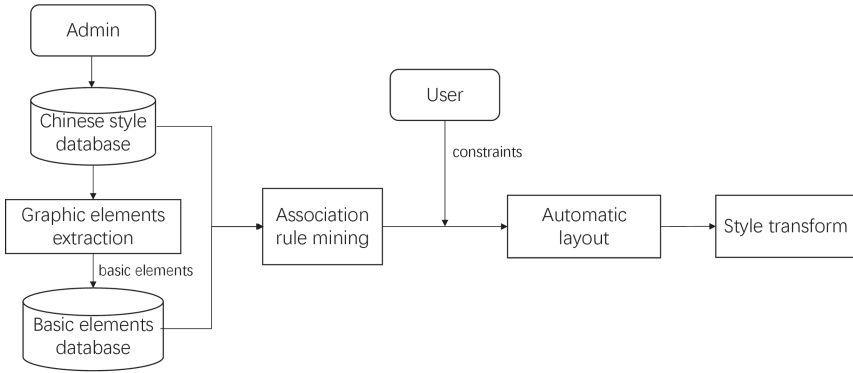 Admin
Chinese style
database
Graphic elements
extraction
basic elements
Basic elements
database
Association
rule mining
User
constraints
Automatic
layout
Style transform